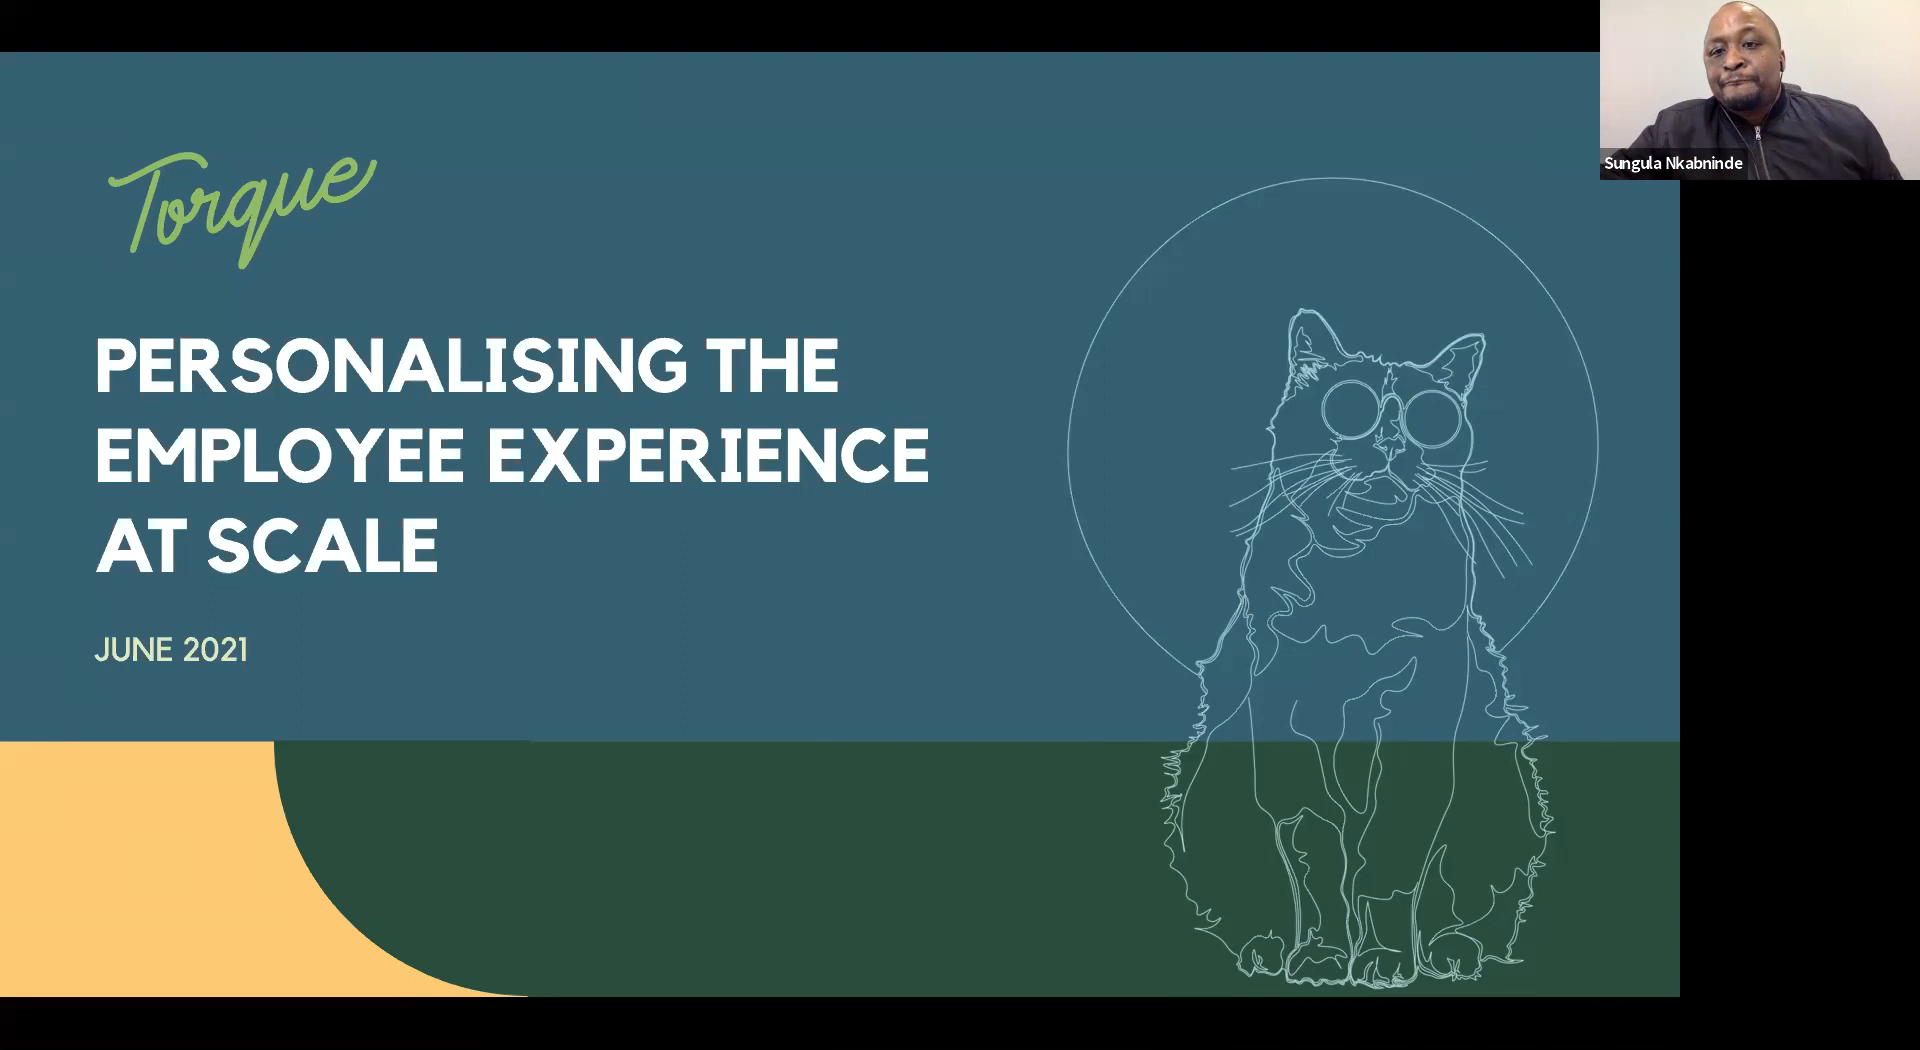 Torque
PERSONALISING THE
EMPLOYEE EXPERIENCE
AT SCALE
JUNE 2021
Sungula Nkabninde